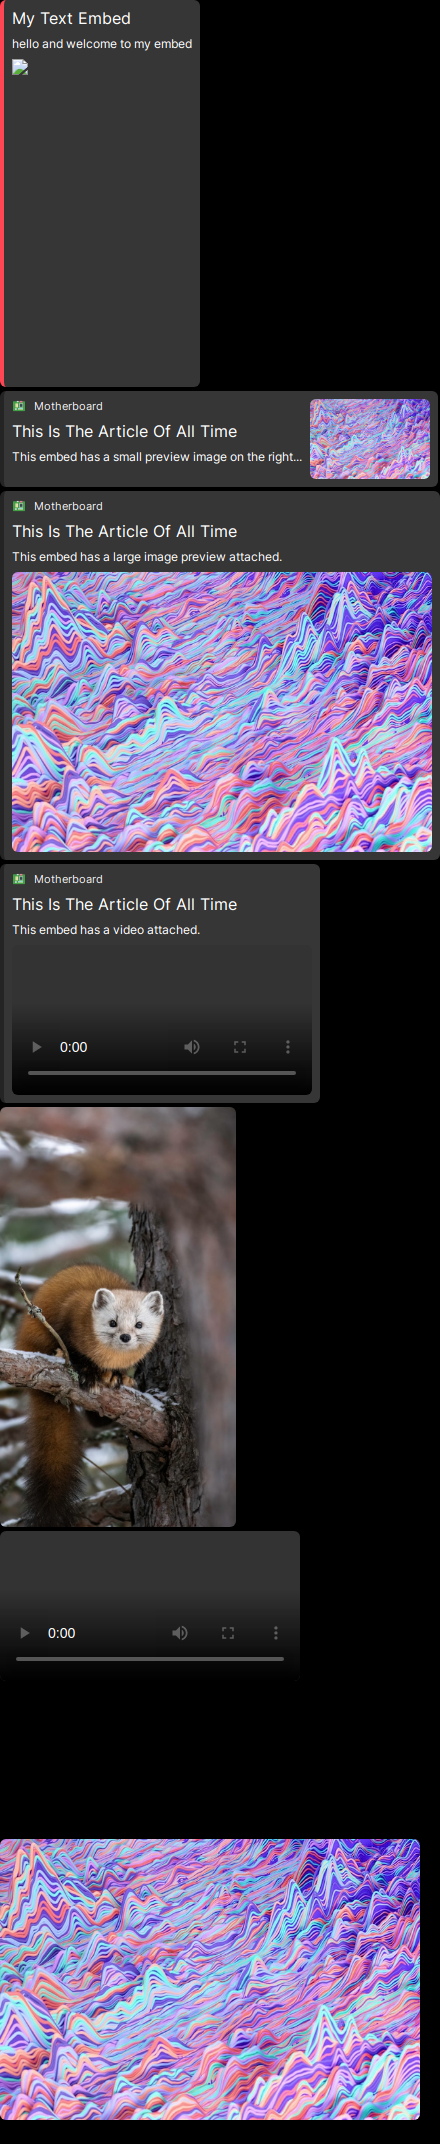 My Text Embed
hello and welcome to my embed
Motherboard
This Is The Article Of All Time
This embed has a small preview image on the right...
Motherboard
This Is The Article Of All Time
This embed has a large image preview attached.
Motherboard
This Is The Article Of All Time
This embed has a video attached.
0:00
0:00